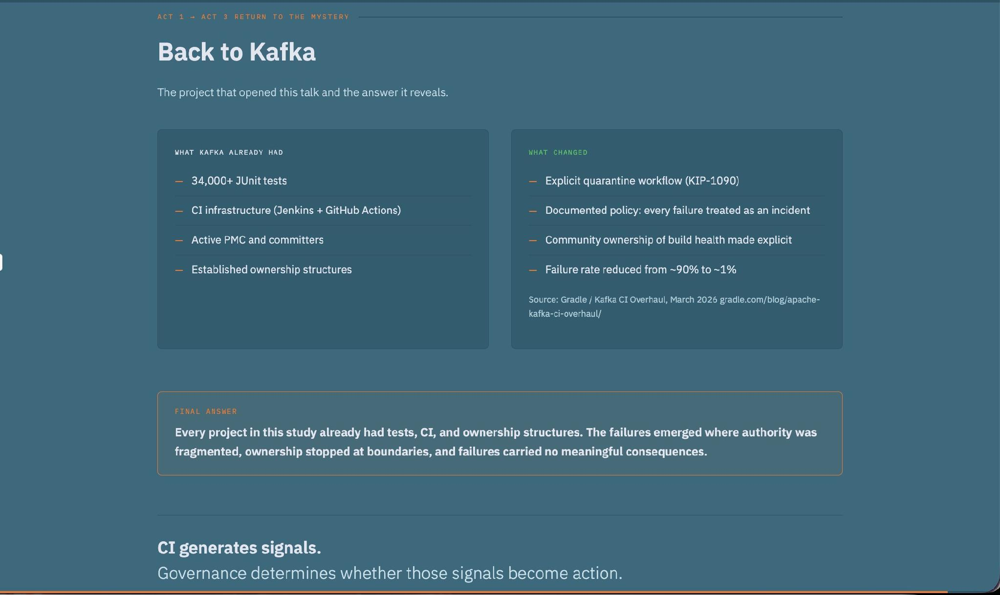 ACT 1 → ACT 3 RETURN TO THE MYSTERY
Back to Kafka
The project that opened this talk and the answer it reveals.
WHAT KAFKA ALREADY HAD
— 34,000+ JUnit tests
— CI infrastructure (Jenkins + GitHub Actions)
— Active PMC and committers
— Established ownership structures
WHAT CHANGED
— Explicit quarantine workflow (KIP-1090)
— Documented policy: every failure treated as an incident
— Community ownership of build health made explicit
— Failure rate reduced from ~90% to ~1%
Source: Gradle / Kafka CI Overhaul, March 2026 gradle.com/blog/apache-
kafka-ci-overhaul/
FINAL ANSWER
Every project in this study already had tests, CI, and ownership structures. The failures emerged where authority was
fragmented, ownership stopped at boundaries, and failures carried no meaningful consequences.
CI generates signals.
Governance determines whether those signals become action.